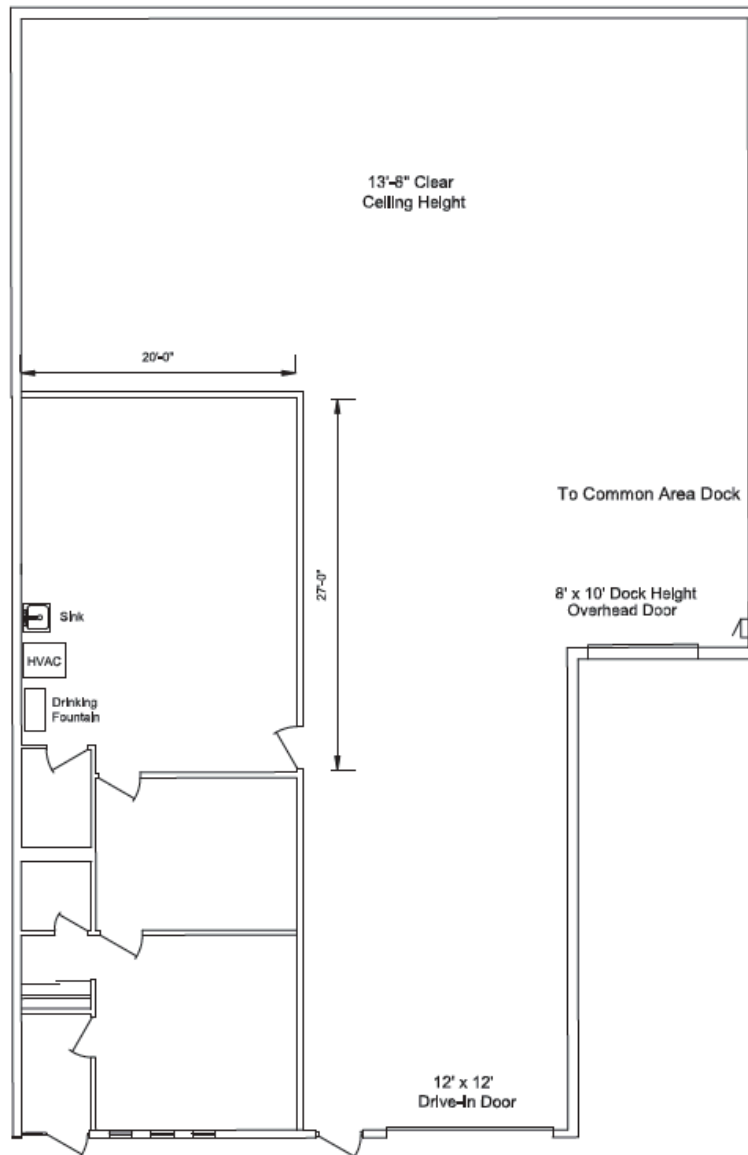 13'-8" Clear
Ceiling Height
20'-0"
To Common Area Dock
27'-0"
8' x 10' Dock Height
Overhead Door
Sink
HVAC
Drinking
Fountain
12' x 12'
Drive-In Door